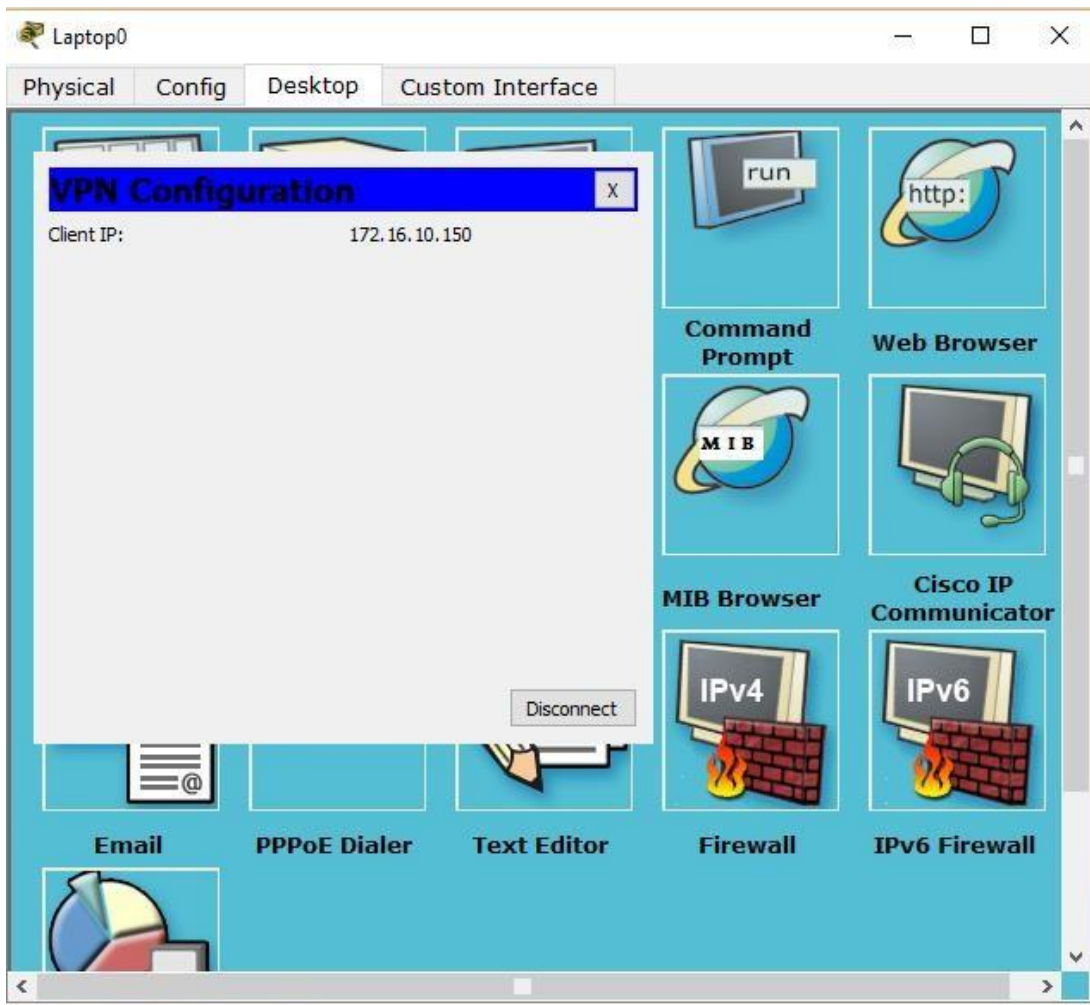 Laptop0
Physical Config Desktop Custom Interface
VPN Configuration X
Client IP: 172.16.10.150
Disconnect
run
http:
Command
Prompt
Web Browser
MIB
MIB Browser
Cisco IP
Communicator
IPv4
IPv6
@
Email
PPPoE Dialer
Text Editor
Firewall
IPv6 Firewall